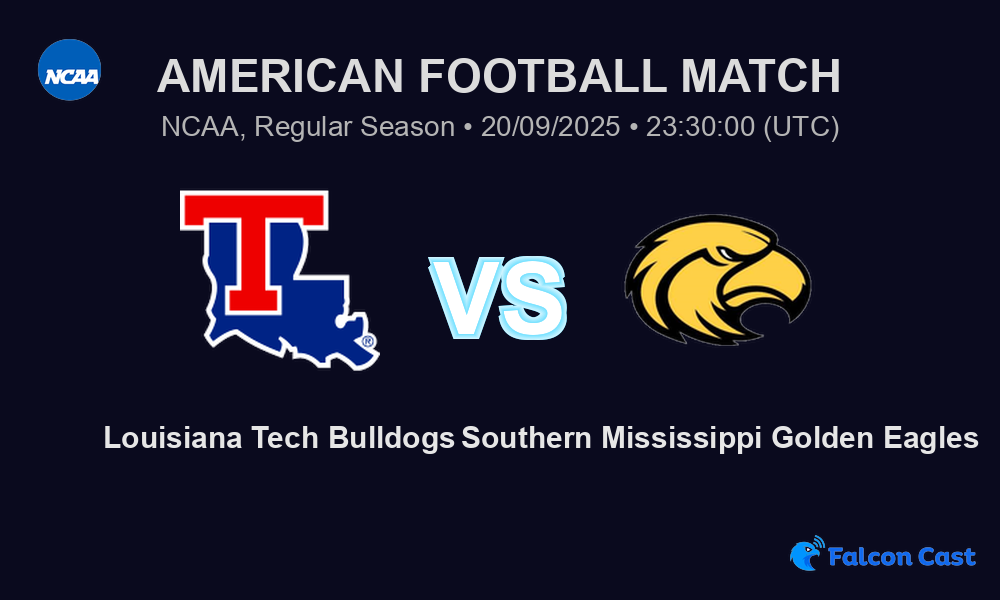 NCAA
AMERICAN FOOTBALL MATCH
NCAA, Regular Season • 20/09/2025 • 23:30:00 (UTC)
T
®
VS
Louisiana Tech Bulldogs
Southern Mississippi Golden Eagles
Falcon Cast